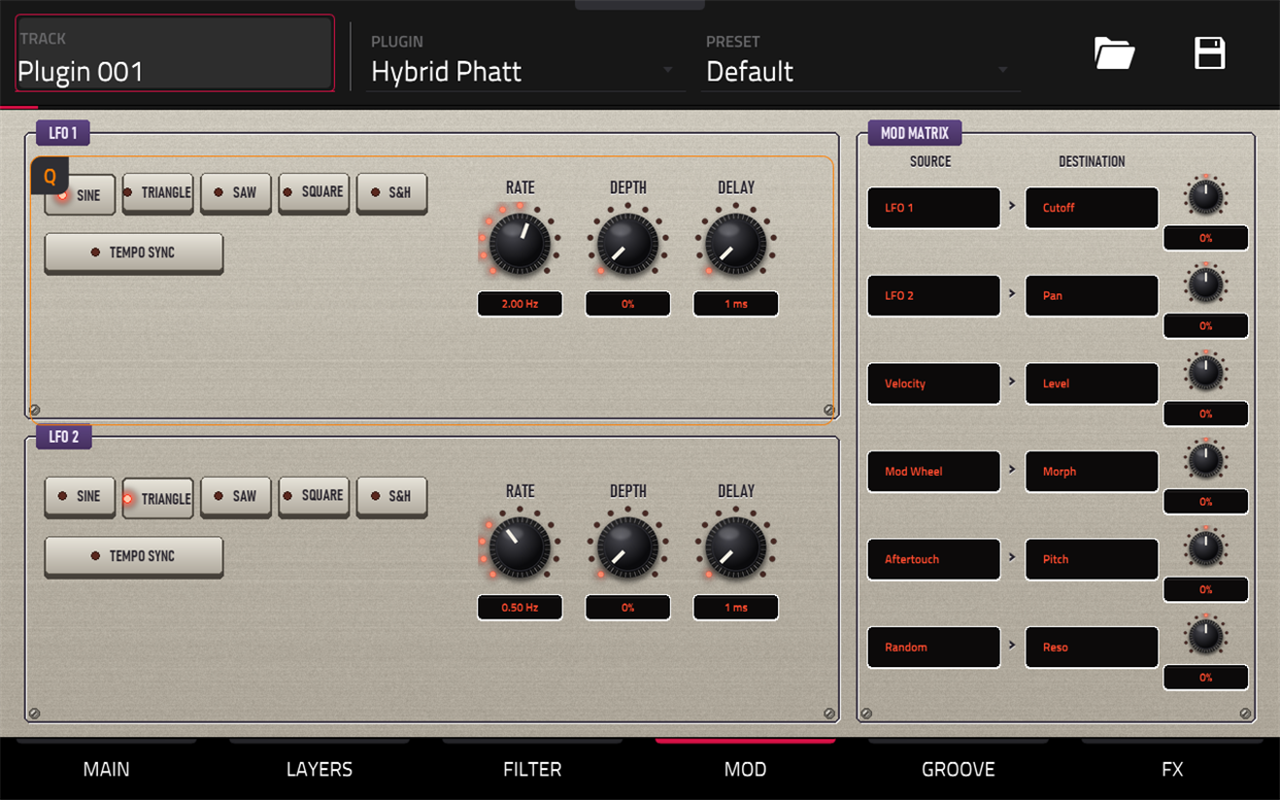 TRACK
Plugin 001
PLUGIN
Hybrid Phatt
PRESET
Default
LFO 1
Q
SINE
TRIANGLE
SAW
SQUARE
S&H
TEMPO SYNC
RATE
DEPTH
DELAY
2.00 Hz
0%
1 ms
LFO 2
SINE
TRIANGLE
SAW
SQUARE
S&H
TEMPO SYNC
RATE
DEPTH
DELAY
0.50 Hz
0%
1 ms
MOD MATRIX
SOURCE
DESTINATION
LFO 1 > Cutoff
0%
LFO 2 > Pan
0%
Velocity > Level
0%
Mod Wheel > Morph
0%
Aftertouch > Pitch
0%
Random > Reso
0%
MAIN
LAYERS
FILTER
MOD
GROOVE
FX